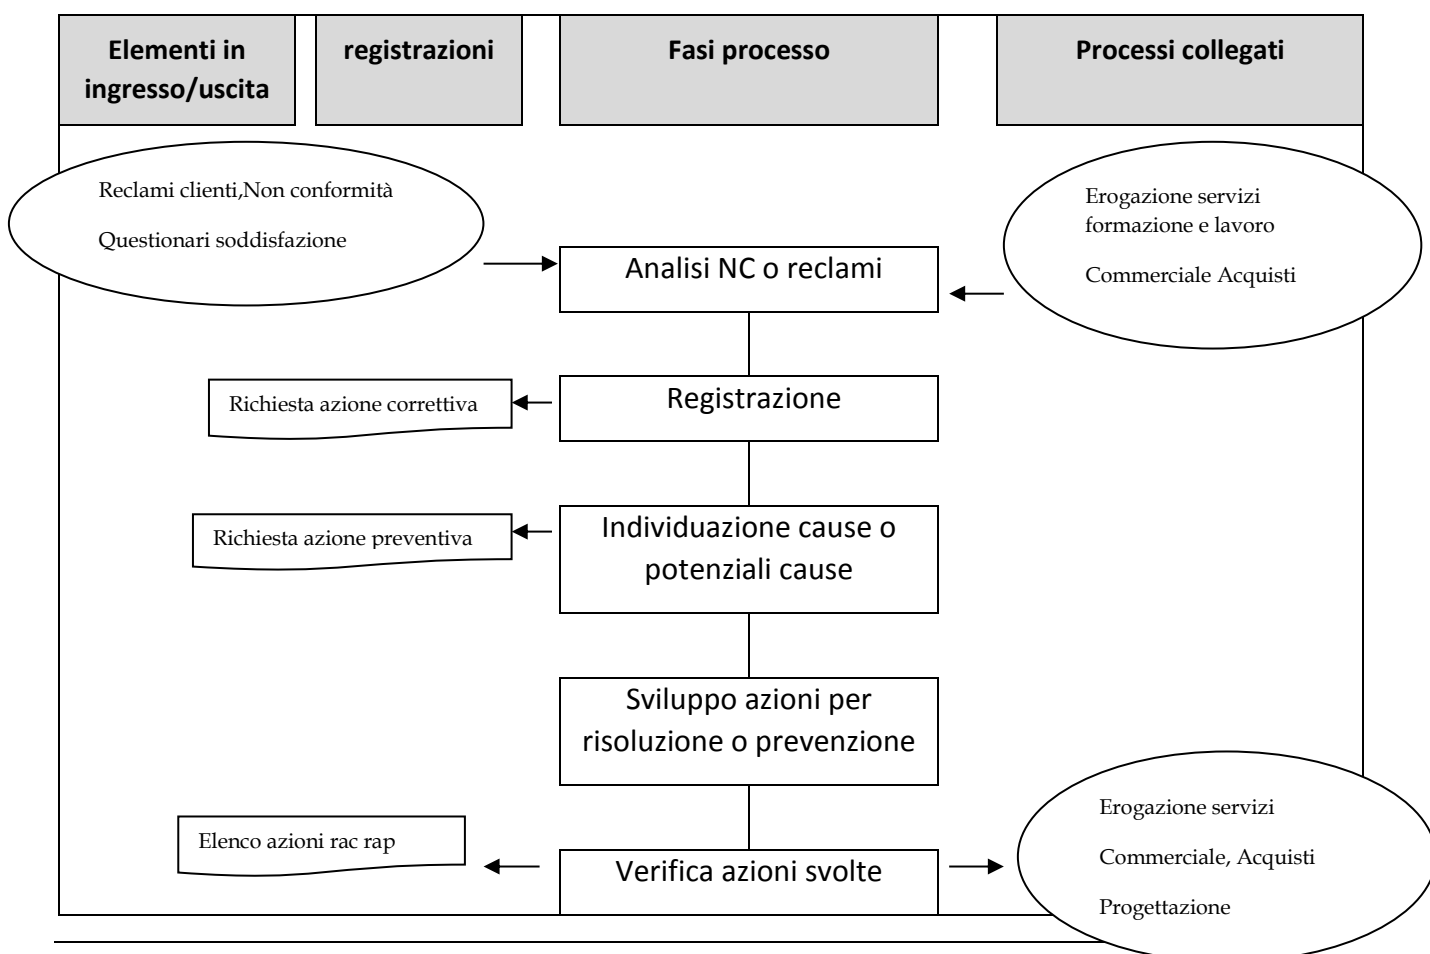 Elementi in
ingresso/uscita
registrazioni
Fasi processo
Processi collegati
Reclami clienti,Non conformità
Questionari soddisfazione
Erogazione servizi
formazione e lavoro
Commerciale Acquisti
Analisi NC o reclami
Richiesta azione correttiva
Registrazione
Richiesta azione preventiva
Individuazione cause o
potenziali cause
Sviluppo azioni per
risoluzione o prevenzione
Elenco azioni rac rap
Verifica azioni svolte
Erogazione servizi
Commerciale, Acquisti
Progettazione